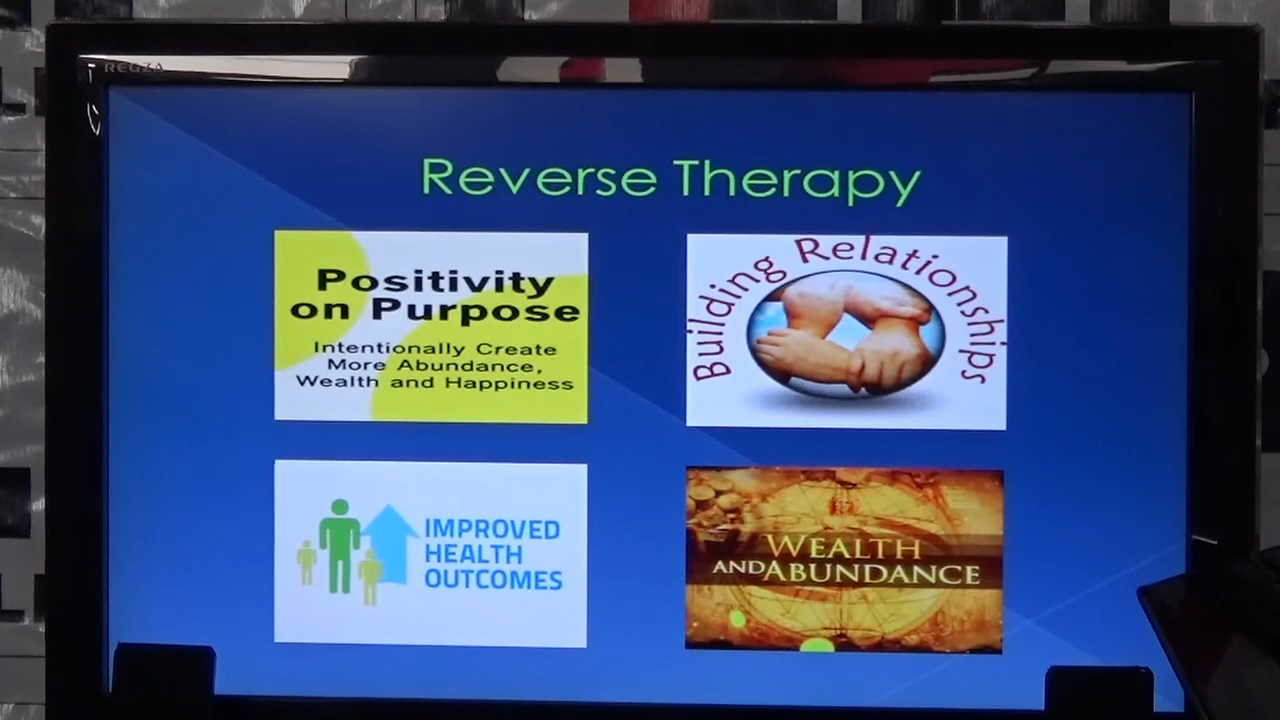 REGZA
Reverse Therapy
Positivity
on Purpose
Intentionally Create
More Abundance,
Wealth and Happiness
Building Relationships
IMPROVED
HEALTH
OUTCOMES
WEALTH
AND ABUNDANCE